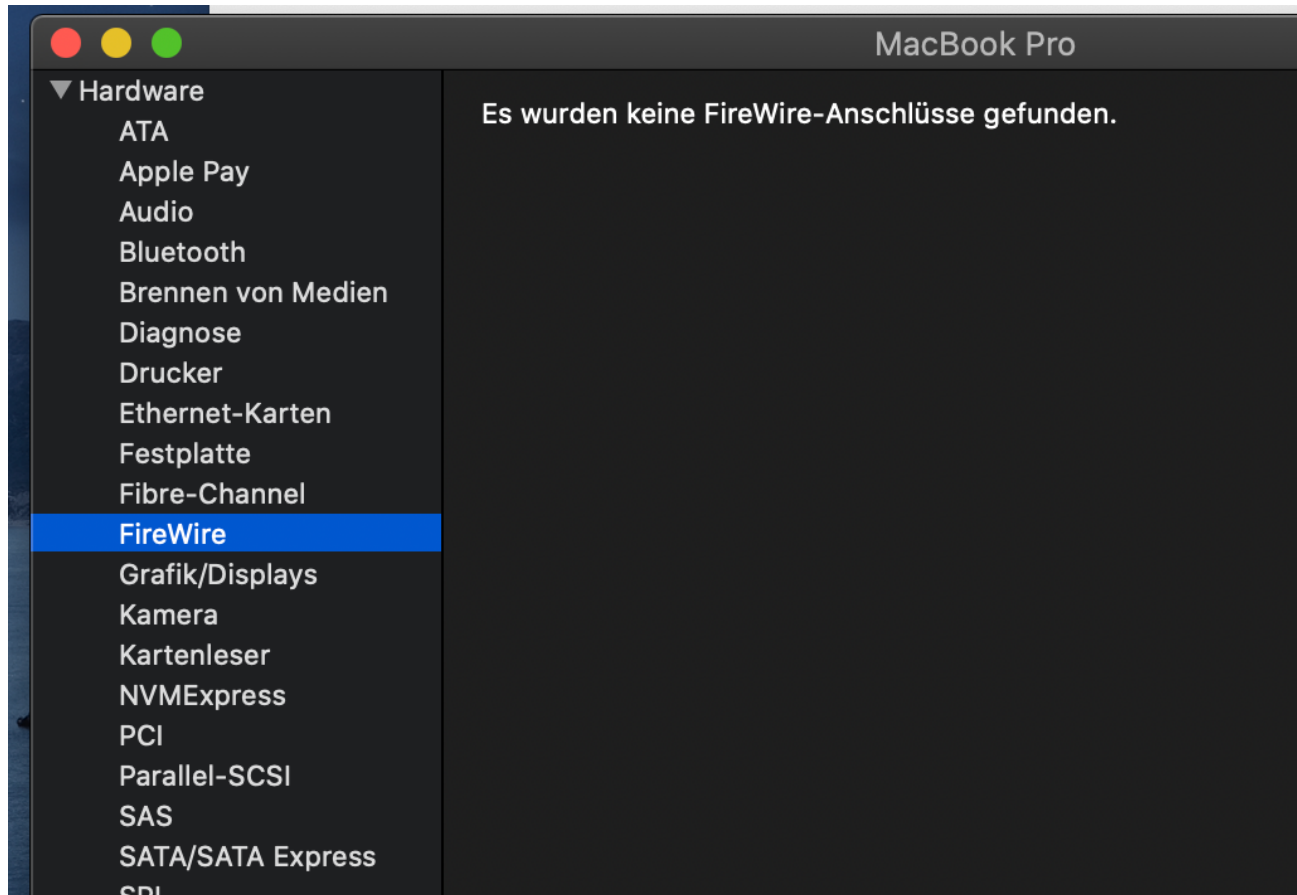 MacBook Pro
Hardware
ATA
Apple Pay
Audio
Bluetooth
Brennen von Medien
Diagnose
Drucker
Ethernet-Karten
Festplatte
Fibre-Channel
FireWire
Grafik/Displays
Kamera
Kartenleser
NVMExpress
PCI
Parallel-SCSI
SAS
SATA/SATA Express
Es wurden keine FireWire-Anschlüsse gefunden.